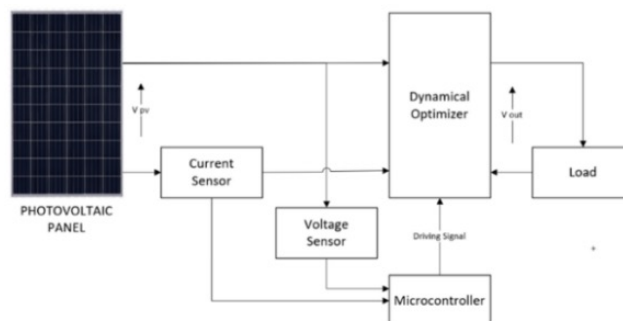 V pv
Current
Sensor
Dynamical
Optimizer
V out
Load
PHOTOVOLTAIC
PANEL
Voltage
Sensor
Driving Signal
Microcontroller